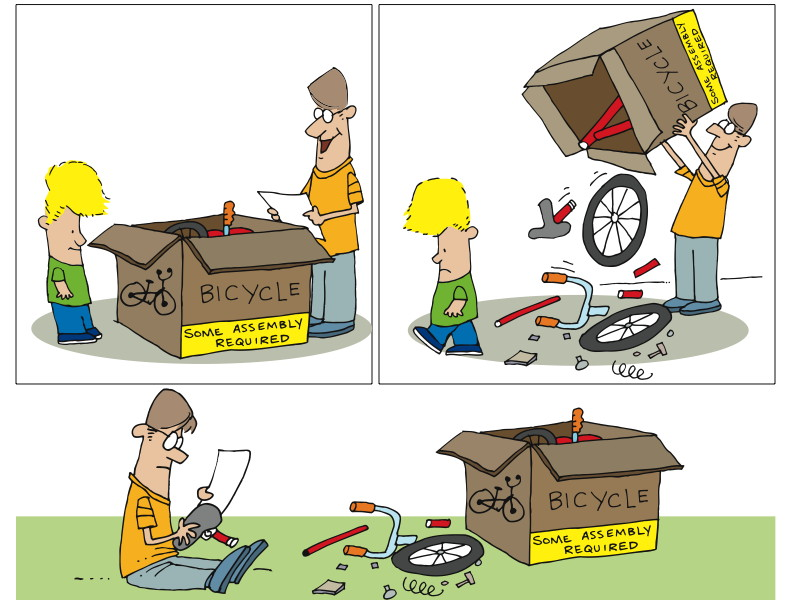 BICYCLE
SOME ASSEMBLY
REQUIRED
BICYCLE
SOME ASSEMBLY
REQUIRED
BICYCLE
SOME ASSEMBLY
REQUIRED